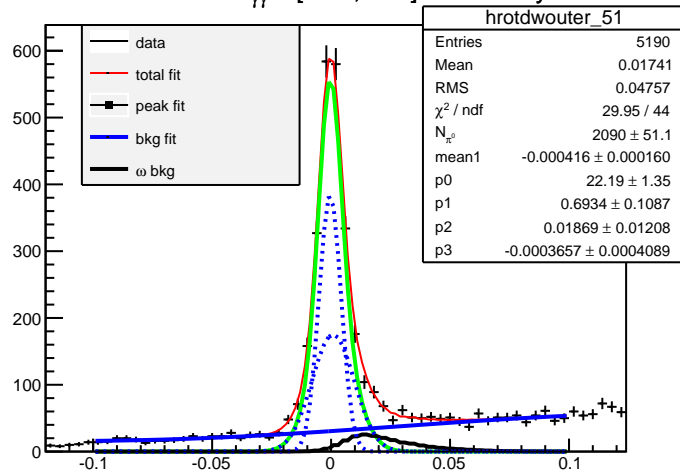 γγ
hrotdwouter_51
Entries 5190
Mean 0.01741
RMS 0.04757
χ² / ndf 29.95 / 44
N_π⁰ 2090 ± 51.1
mean1 -0.000416 ± 0.000160
p0 22.19 ± 1.35
p1 0.6934 ± 0.1087
p2 0.01869 ± 0.01208
p3 -0.0003657 ± 0.0004089
data
total fit
peak fit
bkg fit
ω bkg
600
500
400
300
200
100
0
-0.1 -0.05 0 0.05 0.1